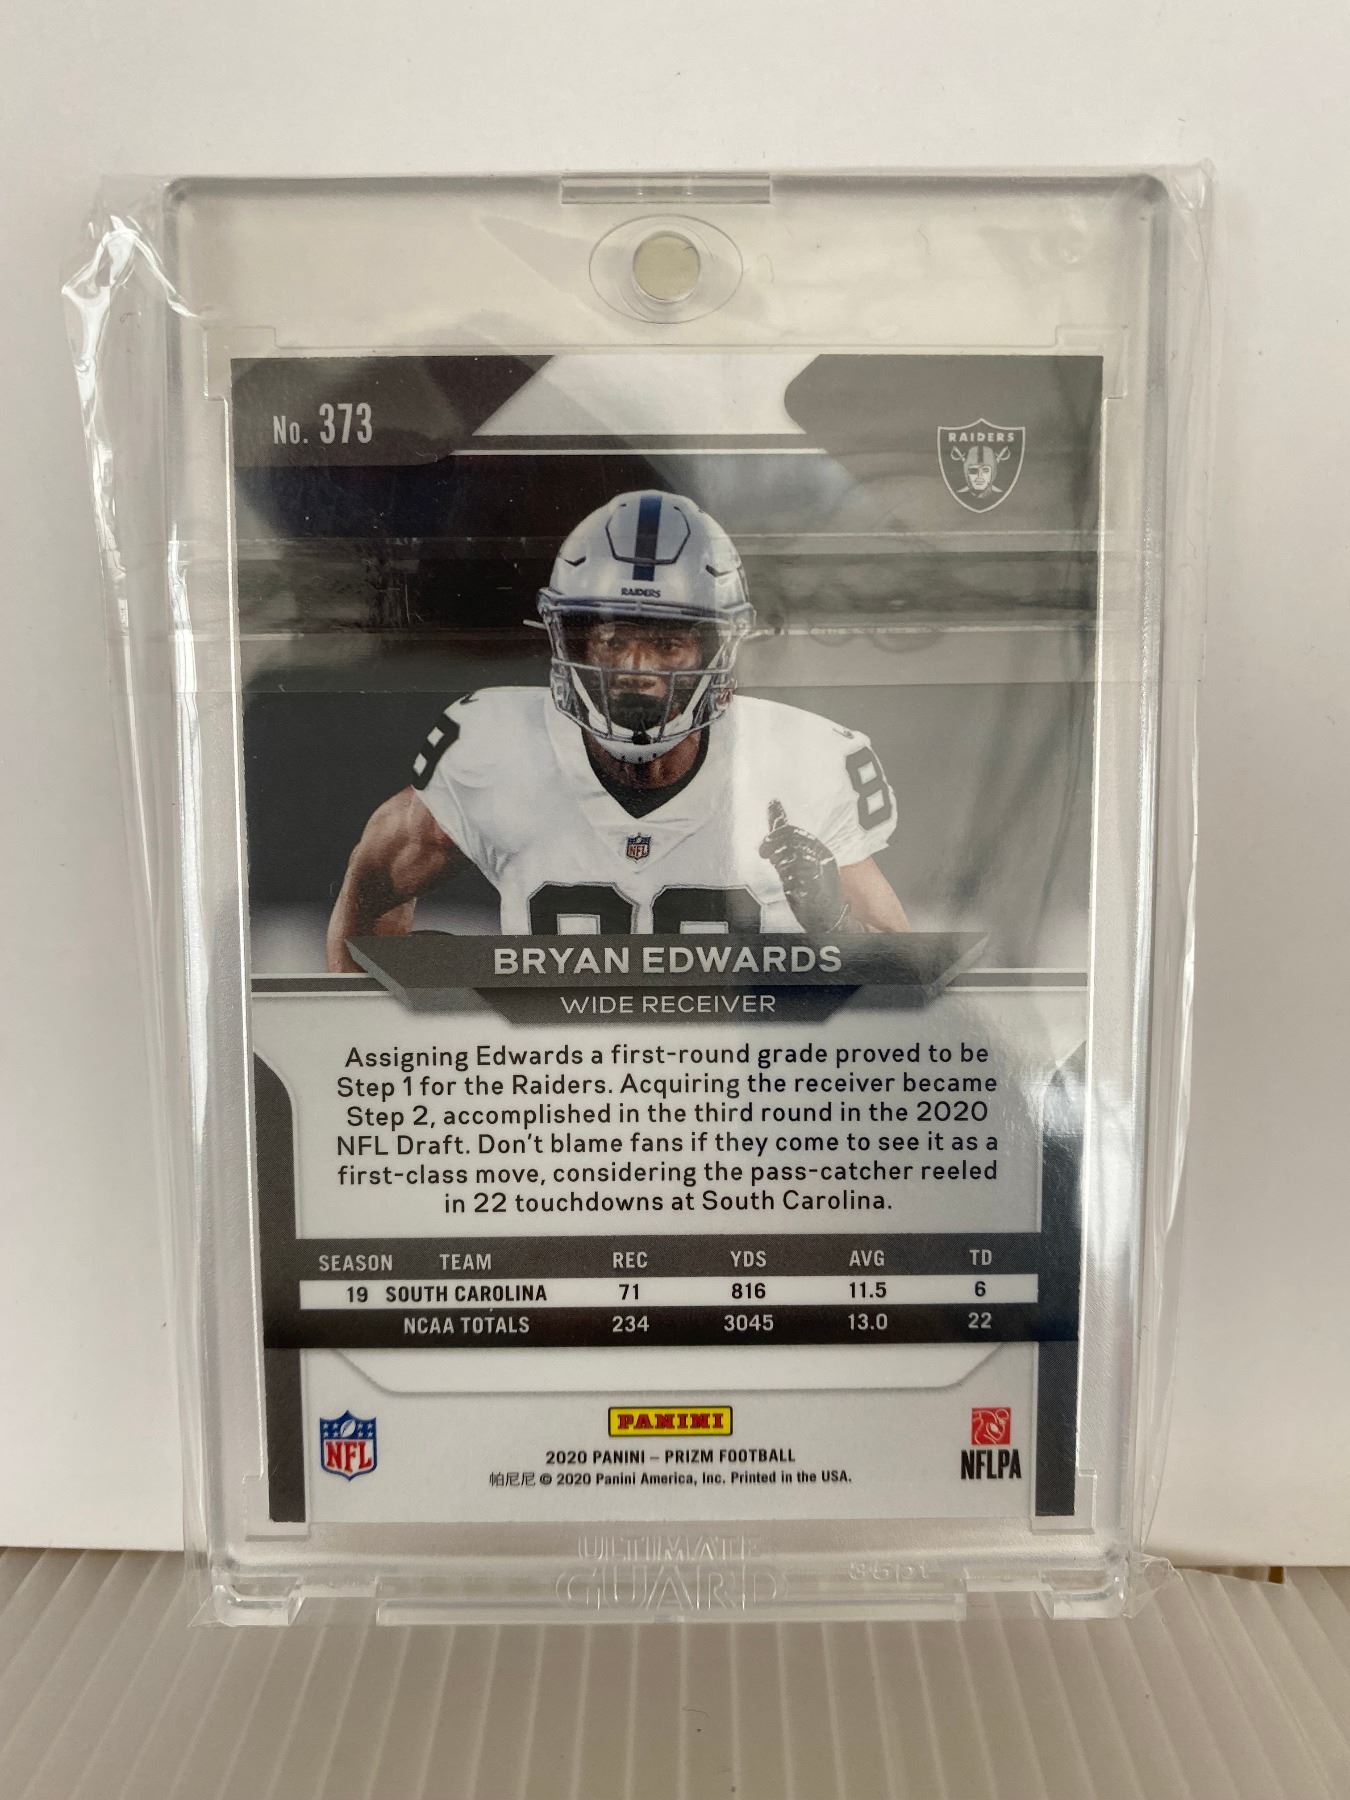 No. 373
RAIDERS
RAIDERS
8
8
NFL
BRYAN EDWARDS
WIDE RECEIVER
Assigning Edwards a first-round grade proved to be
Step 1 for the Raiders. Acquiring the receiver became
Step 2, accomplished in the third round in the 2020
NFL Draft. Don't blame fans if they come to see it as a
first-class move, considering the pass-catcher reeled
in 22 touchdowns at South Carolina.
SEASON TEAM REC YDS AVG TD
19 SOUTH CAROLINA 71 816 11.5 6
NCAA TOTALS 234 3045 13.0 22
NFL
PANINI
NFLPA
2020 PANINI – PRIZM FOOTBALL
帕尼尼 © 2020 Panini America, Inc. Printed in the USA.
ULTIMATE
GUARD